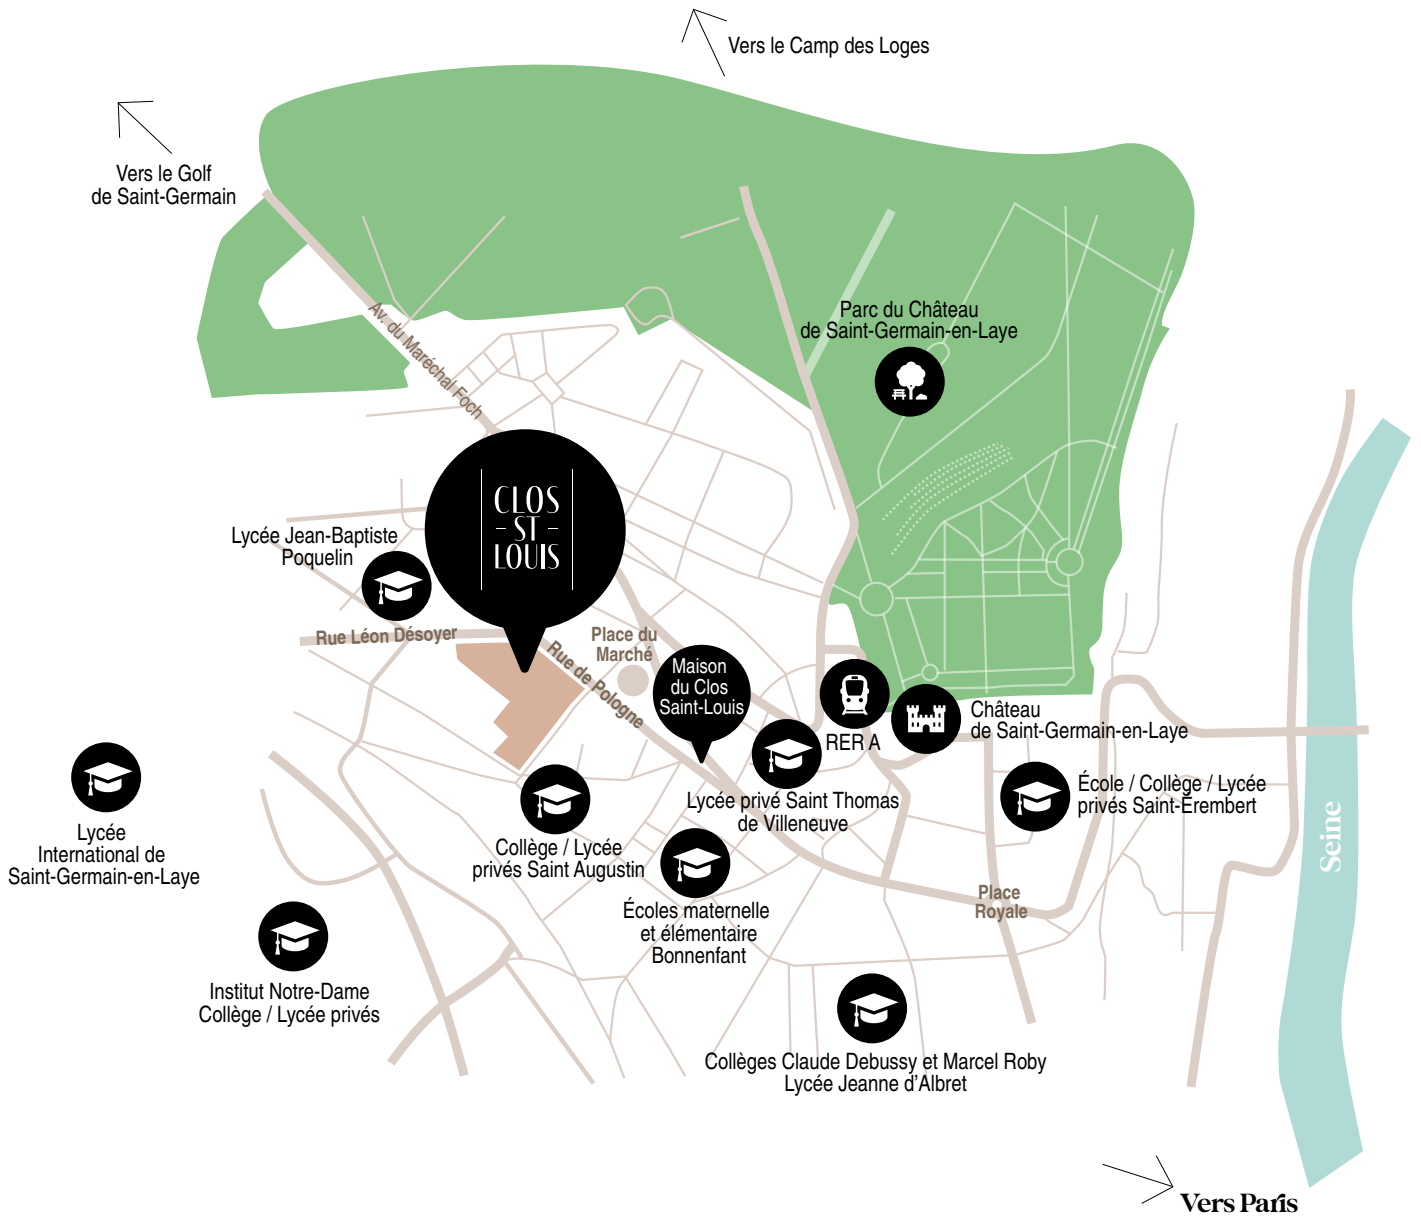 Vers le Camp des Loges
Vers le Golf
de Saint-Germain
Parc du Château
de Saint-Germain-en-Laye
Av. du Maréchal Foch
CLOS
- ST -
LOUIS
Lycée Jean-Baptiste
Poquelin
Rue Léon Désoyer
Rue de Pologne
Place du
Marché
Maison
du Clos
Saint-Louis
RER A
Château
de Saint-Germain-en-Laye
Lycée privé Saint Thomas
de Villeneuve
École / Collège / Lycée
privés Saint-Érembert
Seine
Lycée
International de
Saint-Germain-en-Laye
Collège / Lycée
privés Saint Augustin
Écoles maternelle
et élémentaire
Bonnenfant
Place
Royale
Institut Notre-Dame
Collège / Lycée privés
Collèges Claude Debussy et Marcel Roby
Lycée Jeanne d'Albret
Vers Paris